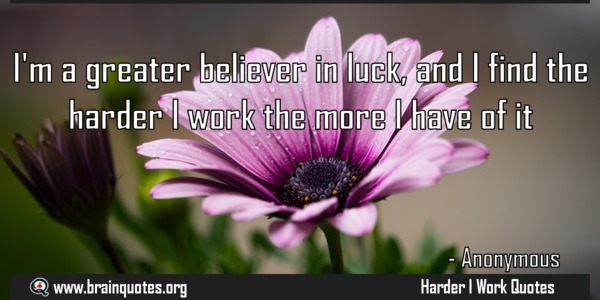 I'm a greater believer in luck, and I find the
harder I work the more I have of it
- Anonymous
www.brainquotes.org
Harder I Work Quotes